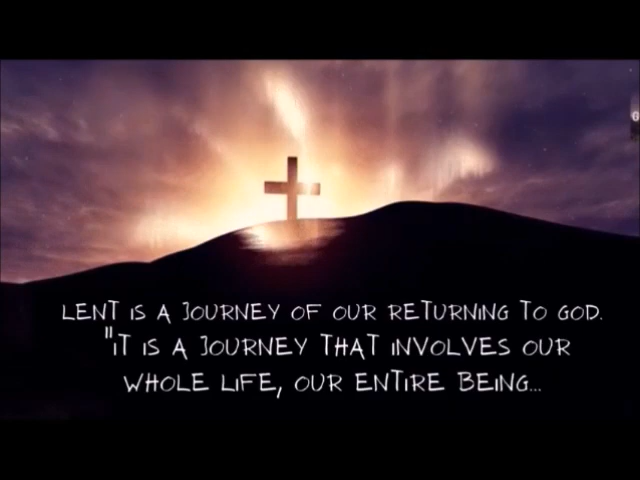 LENT IS A JOURNEY OF OUR RETURNING TO GOD.
"IT IS A JOURNEY THAT INVOLVES OUR
WHOLE LIFE, OUR ENTIRE BEING...
G